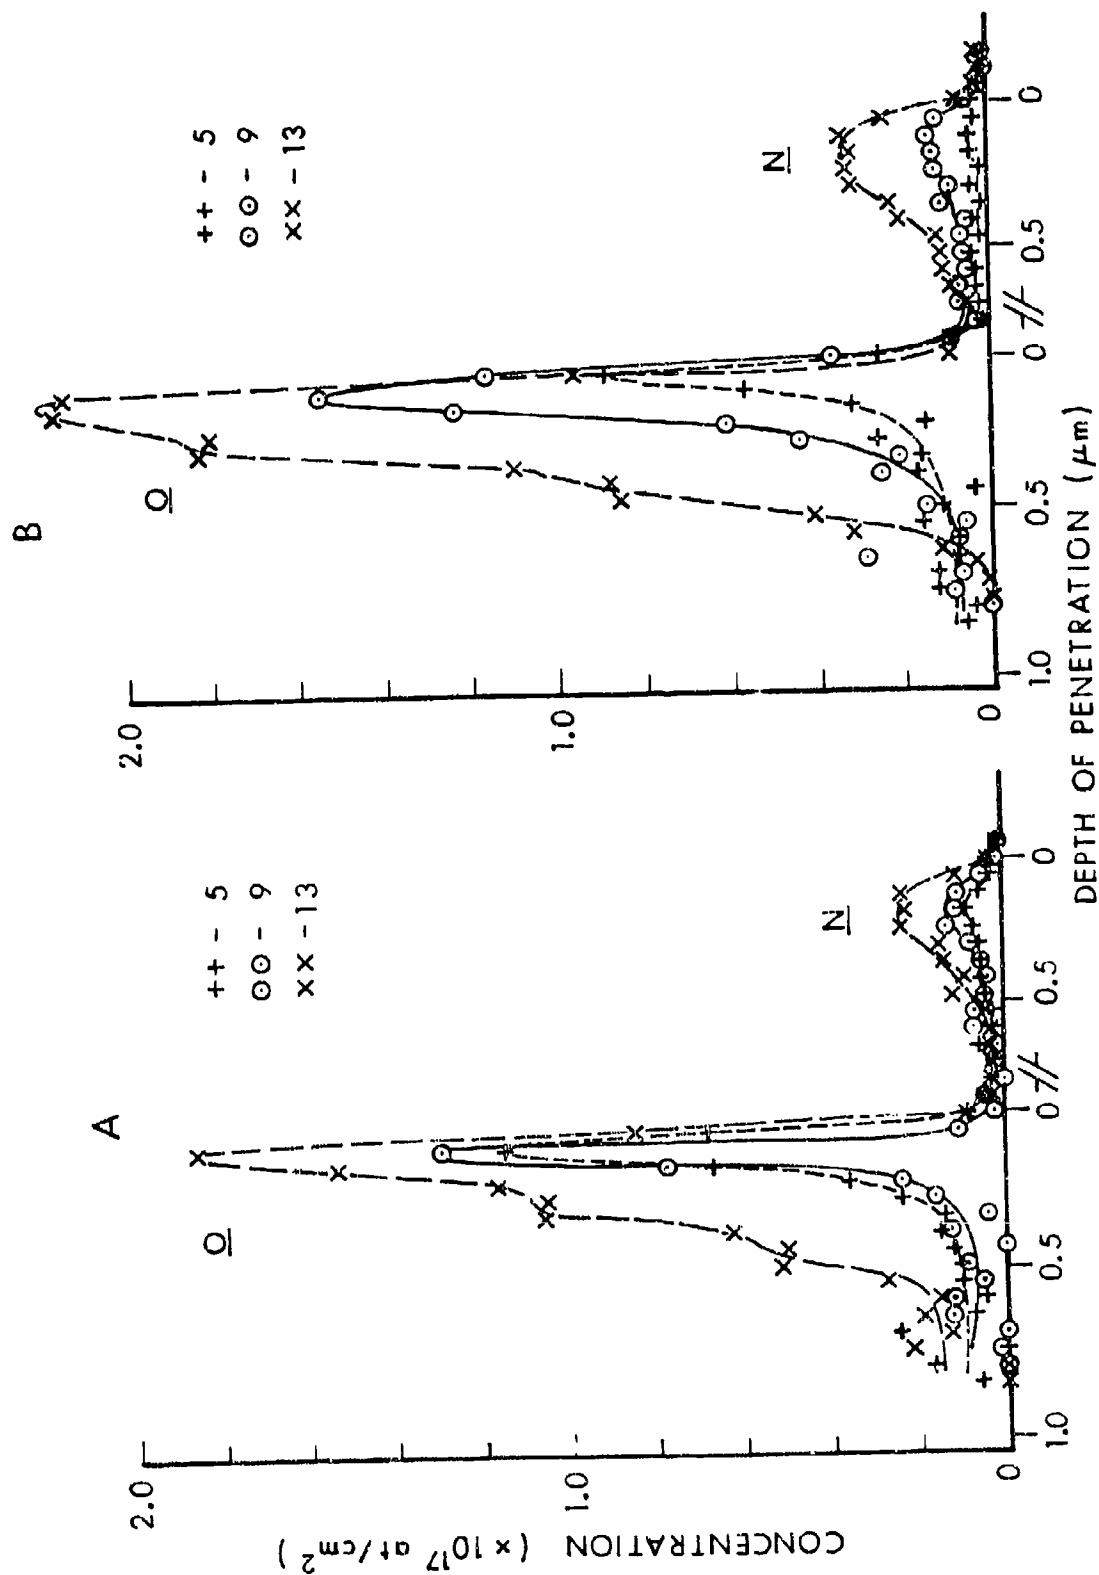 A
B
++ - 5
⊙⊙ - 9
×× - 13
++ - 5
⊙⊙ - 9
×× - 13
O
N
O
N
2.0
1.0
0
2.0
1.0
0
1.0
0.5
0
0.5
0
1.0
0.5
0
0.5
0
CONCENTRATION (×10¹⁷ at/cm²)
DEPTH OF PENETRATION (μm)